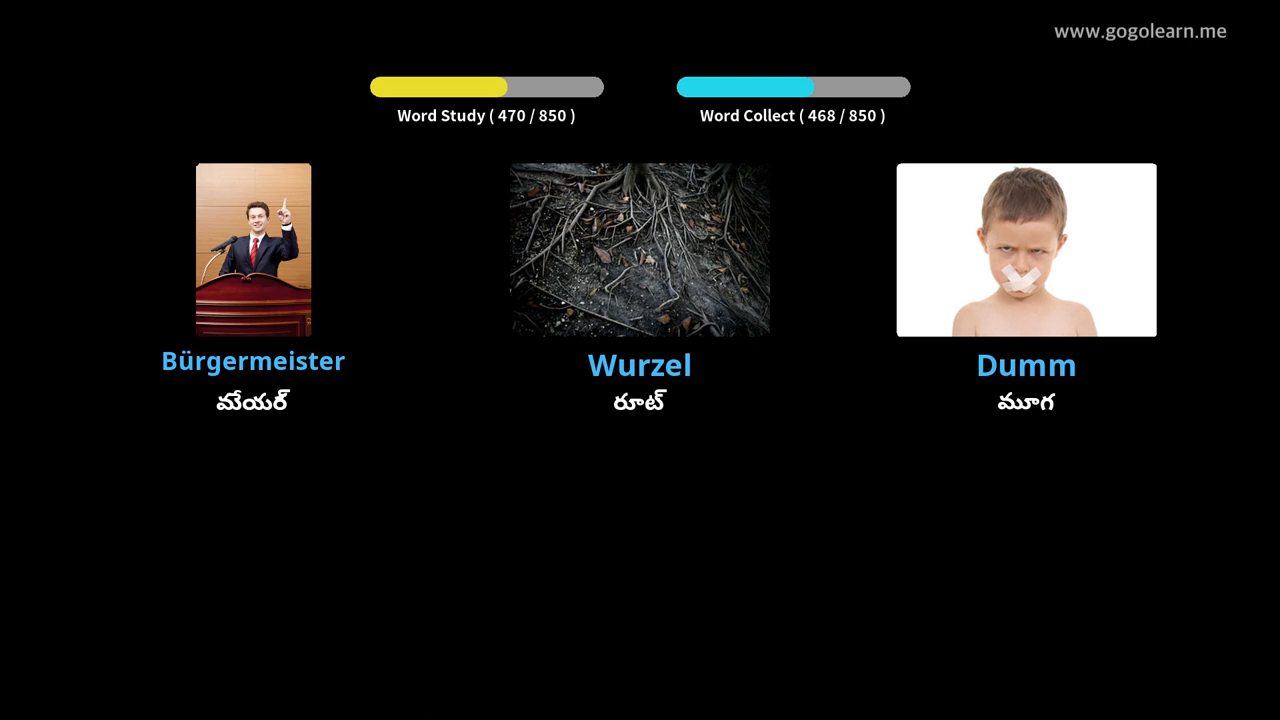 www.gogolearn.me
Word Study ( 470 / 850 )
Word Collect ( 468 / 850 )
Bürgermeister
Wurzel
Dumm
మేయర్
రూట్
మూగ